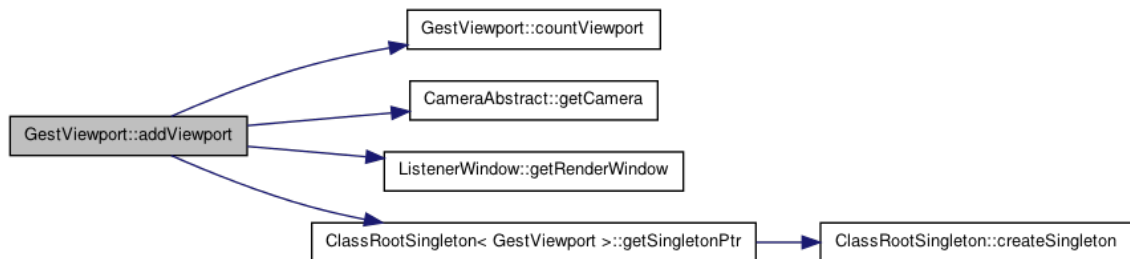 GestViewport::countViewport
CameraAbstract::getCamera
GestViewport::addViewport
ListenerWindow::getRenderWindow
ClassRootSingleton< GestViewport >::getSingletonPtr
ClassRootSingleton::createSingleton